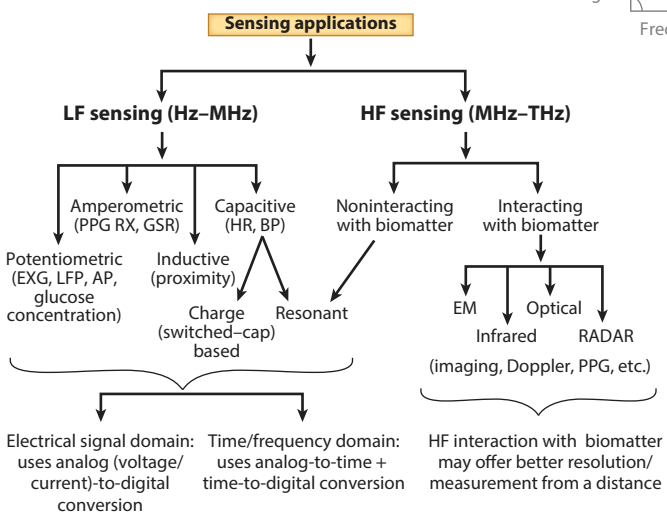 Sensing applications
Free
LF sensing (Hz–MHz)
HF sensing (MHz–THz)
Amperometric
(PPG RX, GSR)
Capacitive
(HR, BP)
Noninteracting
with biomatter
Interacting
with biomatter
Potentiometric
(EXG, LFP, AP,
glucose
concentration)
Inductive
(proximity)
Charge
(switched–cap)
based
Resonant
EM
Optical
Infrared
RADAR
(imaging, Doppler, PPG, etc.)
Electrical signal domain:
uses analog (voltage/
current)-to-digital
conversion
Time/frequency domain:
uses analog-to-time +
time-to-digital conversion
HF interaction with biomatter
may offer better resolution/
measurement from a distance